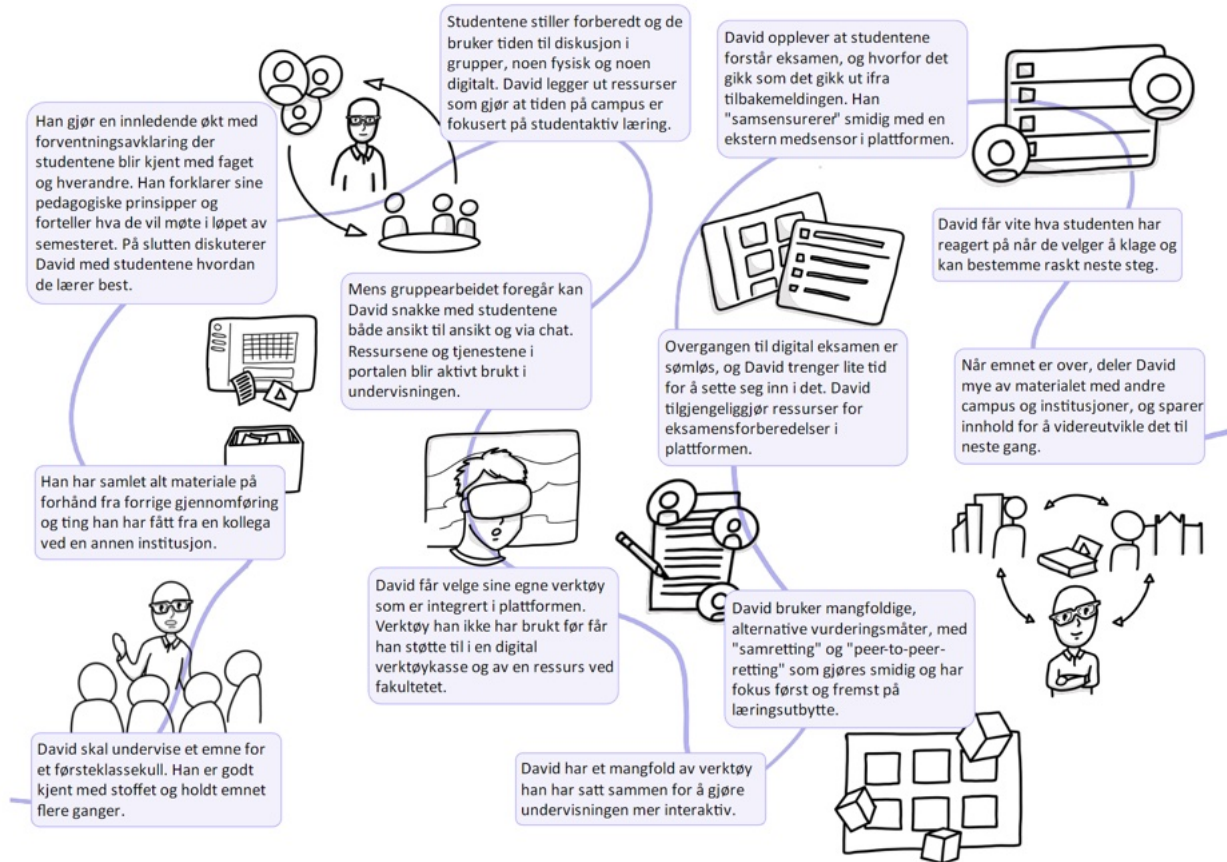 David skal undervise et emne for
et førsteklassekull. Han er godt
kjent med stoffet og holdt emnet
flere ganger.
Han har samlet alt materiale på
forhånd fra forrige gjennomføring
og ting han har fått fra en kollega
ved en annen institusjon.
Han gjør en innledende økt med
forventningsavklaring der
studentene blir kjent med faget
og hverandre. Han forklarer sine
pedagogiske prinsipper og
forteller hva de vil møte i løpet av
semesteret. På slutten diskuterer
David med studentene hvordan
de lærer best.
Studentene stiller forberedt og de
bruker tiden til diskusjon i
grupper, noen fysisk og noen
digitalt. David legger ut ressurser
som gjør at tiden på campus er
fokusert på studentaktiv læring.
Mens gruppearbeidet foregår kan
David snakke med studentene
både ansikt til ansikt og via chat.
Ressursene og tjenestene i
portalen blir aktivt brukt i
undervisningen.
David får velge sine egne verktøy
som er integrert i plattformen.
Verktøy han ikke har brukt før får
han støtte til i en digital
verktøykasse og av en ressurs ved
fakultetet.
David har et mangfold av verktøy
han har satt sammen for å gjøre
undervisningen mer interaktiv.
David bruker mangfoldige,
alternative vurderingsmåter, med
"samretting" og "peer-to-peer-
retting" som gjøres smidig og har
fokus først og fremst på
læringsutbytte.
Overgangen til digital eksamen er
sømløs, og David trenger lite tid
for å sette seg inn i det. David
tilgjengeliggjør ressurser for
eksamensforberedelser i
plattformen.
David opplever at studentene
forstår eksamen, og hvorfor det
gikk som det gikk ut ifra
tilbakemeldingen. Han
"samsensurerer" smidig med en
ekstern medsensor i plattformen.
David får vite hva studenten har
reagert på når de velger å klage og
kan bestemme raskt neste steg.
Når emnet er over, deler David
mye av materialet med andre
campus og institusjoner, og sparer
innhold for å videreutvikle det til
neste gang.